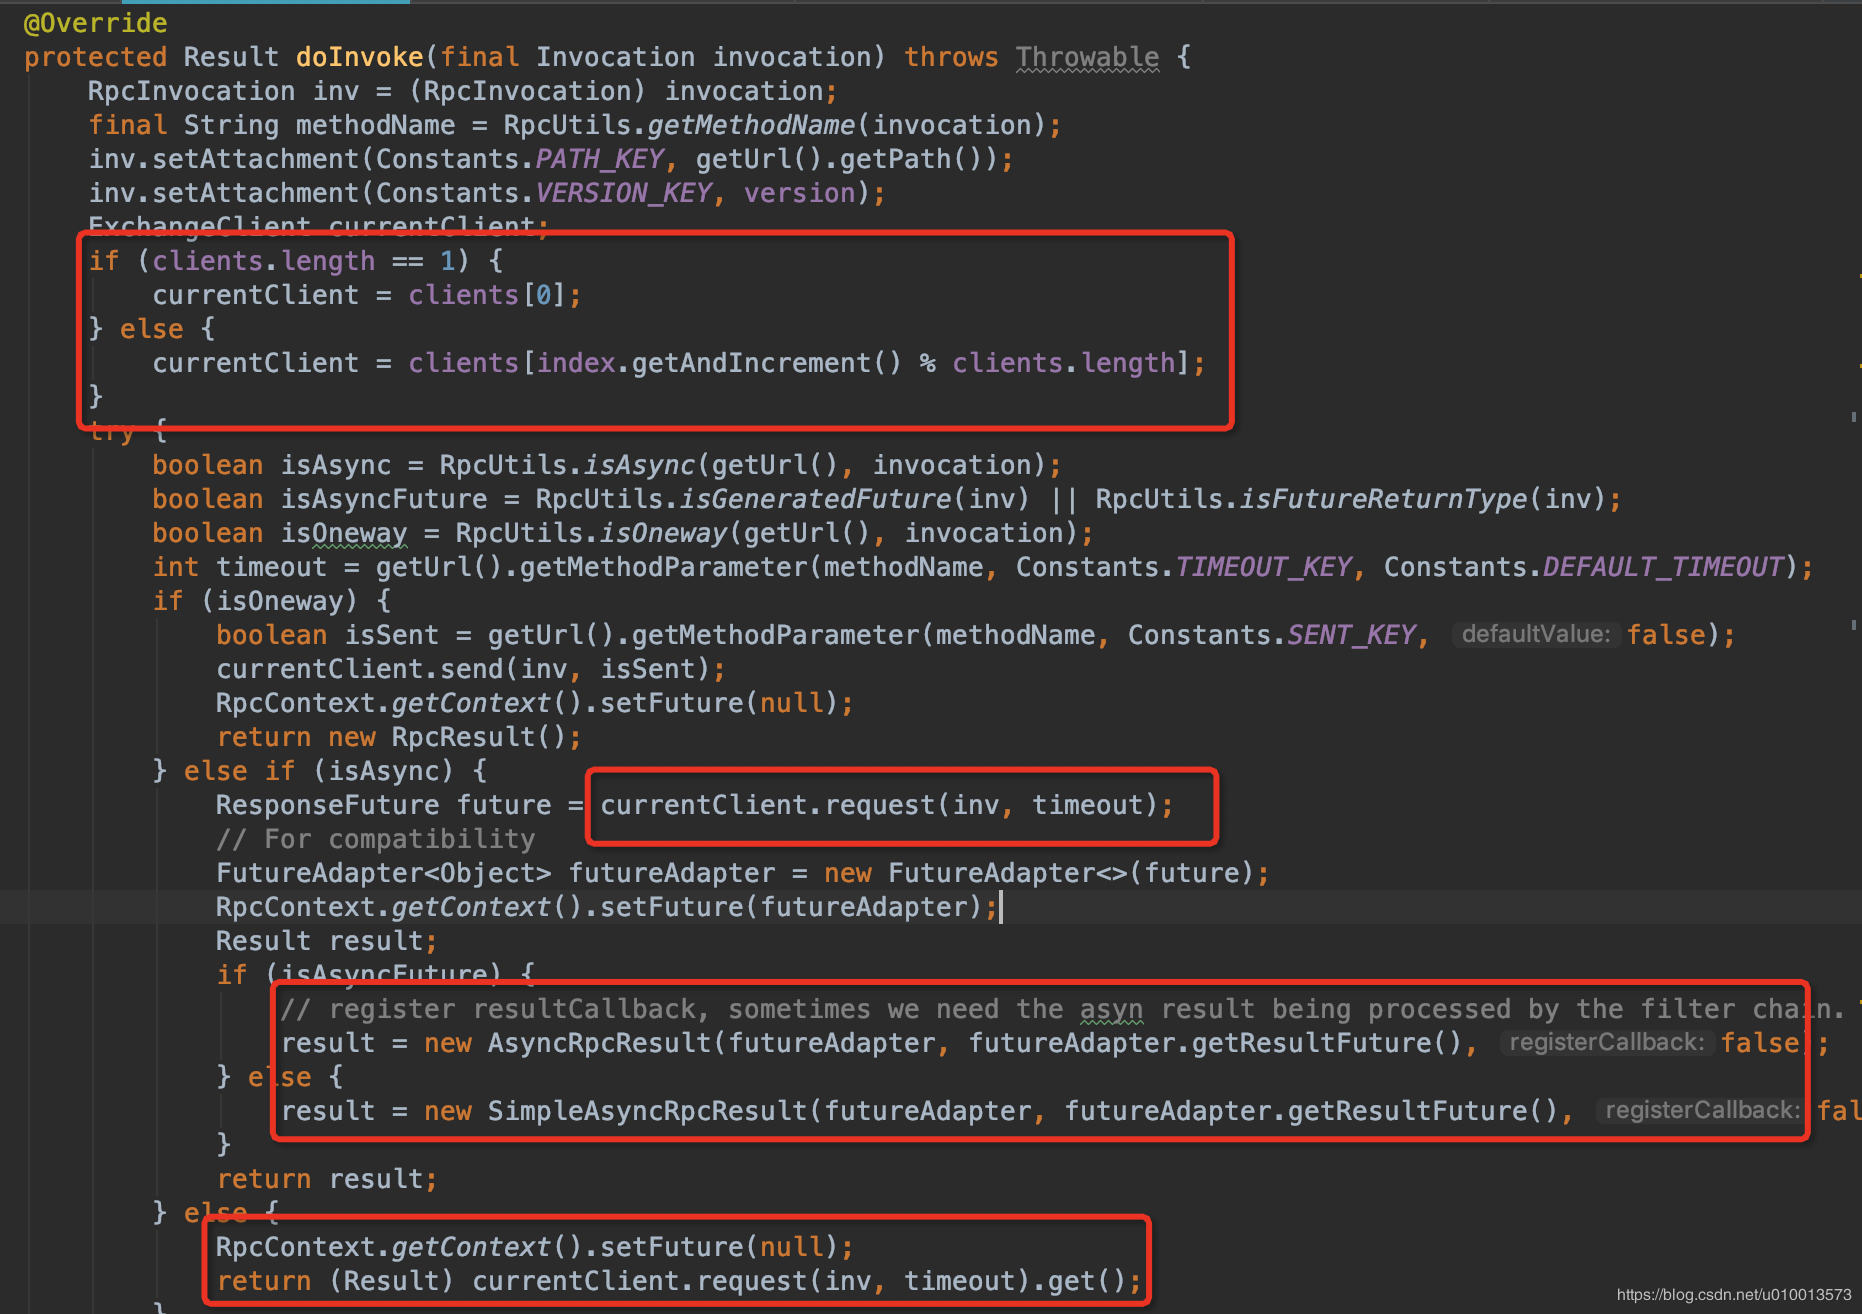 @Override
protected Result doInvoke(final Invocation invocation) throws Throwable {
    RpcInvocation inv = (RpcInvocation) invocation;
    final String methodName = RpcUtils.getMethodName(invocation);
    inv.setAttachment(Constants.PATH_KEY, getUrl().getPath());
    inv.setAttachment(Constants.VERSION_KEY, version);
    ExchangeClient currentClient;
    if (clients.length == 1) {
        currentClient = clients[0];
    } else {
        currentClient = clients[index.getAndIncrement() % clients.length];
    }
    try {
        boolean isAsync = RpcUtils.isAsync(getUrl(), invocation);
        boolean isAsyncFuture = RpcUtils.isGeneratedFuture(inv) || RpcUtils.isFutureReturnType(inv);
        boolean isOneway = RpcUtils.isOneway(getUrl(), invocation);
        int timeout = getUrl().getMethodParameter(methodName, Constants.TIMEOUT_KEY, Constants.DEFAULT_TIMEOUT);
        if (isOneway) {
            boolean isSent = getUrl().getMethodParameter(methodName, Constants.SENT_KEY, defaultValue: false);
            currentClient.send(inv, isSent);
            RpcContext.getContext().setFuture(null);
            return new RpcResult();
        } else if (isAsync) {
            ResponseFuture future = currentClient.request(inv, timeout);
            // For compatibility
            FutureAdapter<Object> futureAdapter = new FutureAdapter<>(future);
            RpcContext.getContext().setFuture(futureAdapter);
            Result result;
            if (isAsyncFuture) {
                // register resultCallback, sometimes we need the asyn result being processed by the filter chain.
                result = new AsyncRpcResult(futureAdapter, futureAdapter.getResultFuture(), registerCallback: false);
            } else {
                result = new SimpleAsyncRpcResult(futureAdapter, futureAdapter.getResultFuture(), registerCallback: fal
            }
            return result;
        } else {
            RpcContext.getContext().setFuture(null);
            return (Result) currentClient.request(inv, timeout).get();
        }
https://blog.csdn.net/u010013573